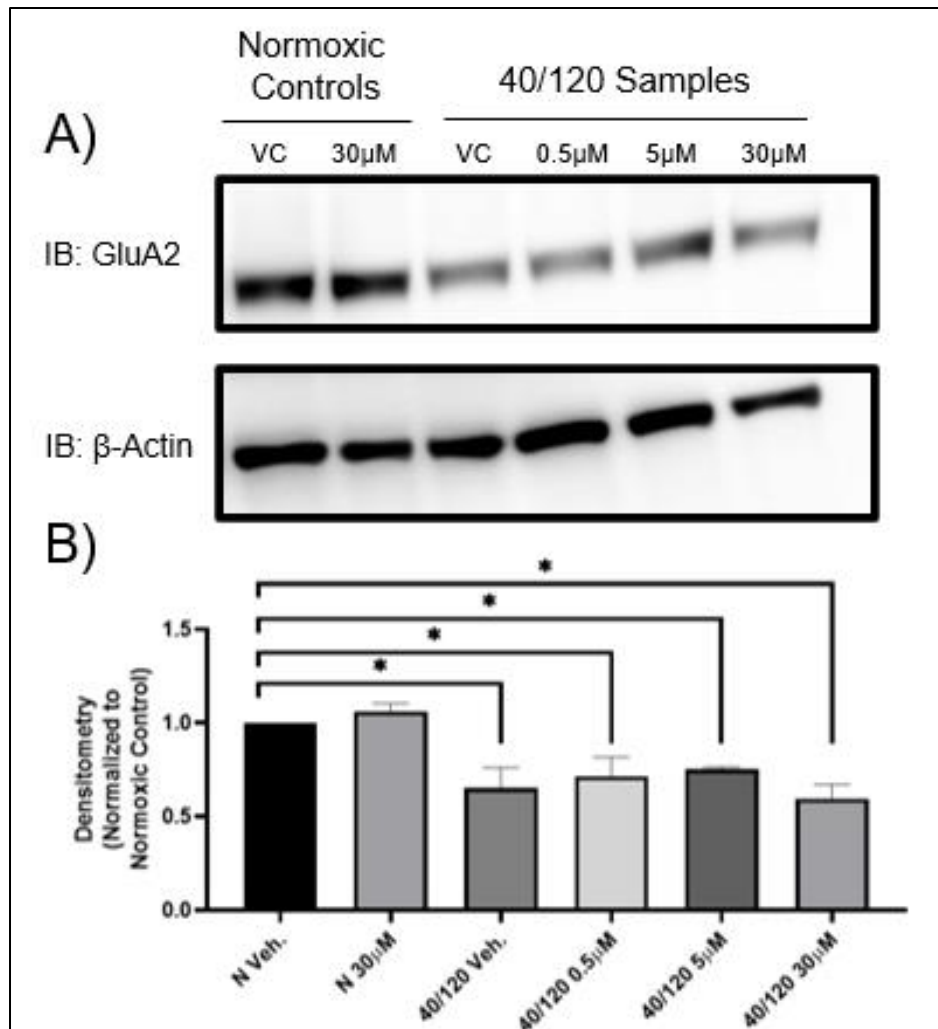 Normoxic
Controls
40/120 Samples
A)
VC 30µM VC 0.5µM 5µM 30µM
IB: GluA2
IB: β-Actin
B)
*
*
*
*
1.5
1.0
0.5
0.0
Densitometry
(Normalized to
Normoxic Control)
N Veh.
N 30µM
40/120 Veh.
40/120 0.5µM
40/120 5µM
40/120 30µM